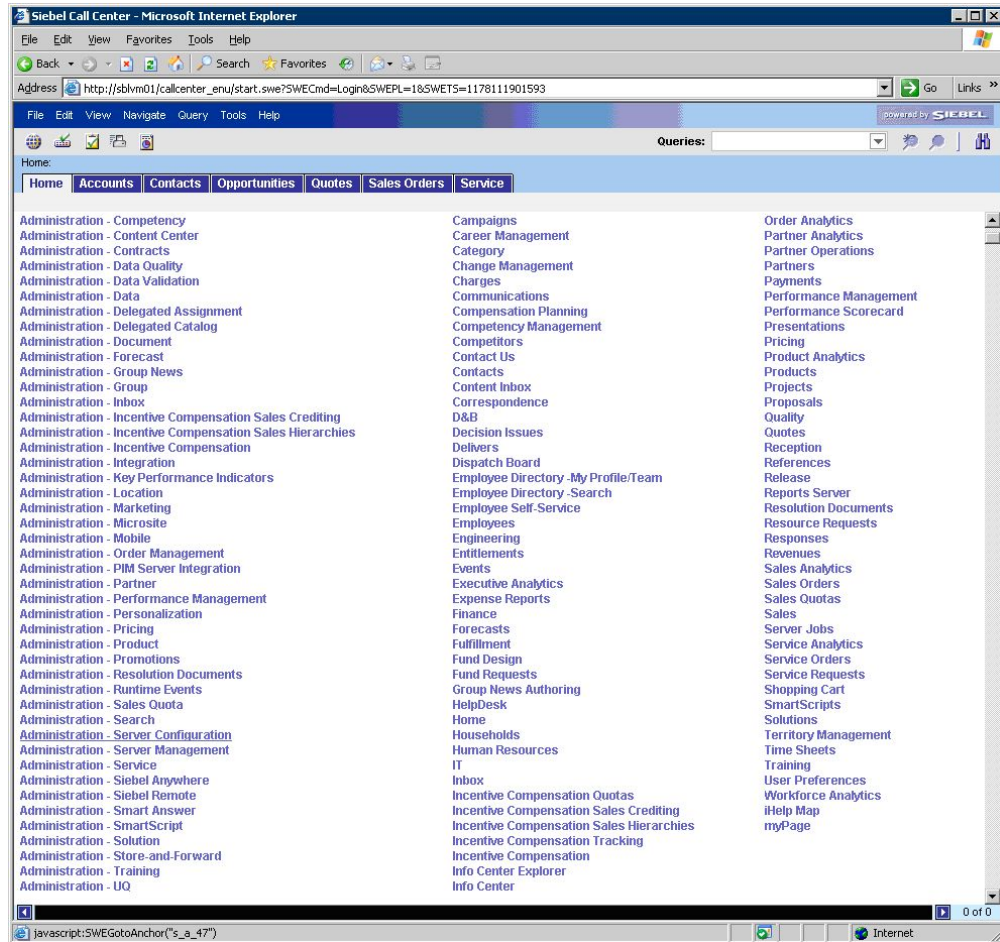 Siebel Call Center - Microsoft Internet Explorer
File Edit View Favorites Tools Help
Back Search Favorites
Address http://sblvm01/callcenter_enu/start.swe?SWECmd=Login&SWEPL=1&SWETS=1178111901593 Go Links »
File Edit View Navigate Query Tools Help powered by SIEBEL
Queries:
Home:
Home Accounts Contacts Opportunities Quotes Sales Orders Service
Administration - Competency
Administration - Content Center
Administration - Contracts
Administration - Data Quality
Administration - Data Validation
Administration - Data
Administration - Delegated Assignment
Administration - Delegated Catalog
Administration - Document
Administration - Forecast
Administration - Group News
Administration - Group
Administration - Inbox
Administration - Incentive Compensation Sales Crediting
Administration - Incentive Compensation Sales Hierarchies
Administration - Incentive Compensation
Administration - Integration
Administration - Key Performance Indicators
Administration - Location
Administration - Marketing
Administration - Microsite
Administration - Mobile
Administration - Order Management
Administration - PIM Server Integration
Administration - Partner
Administration - Performance Management
Administration - Personalization
Administration - Pricing
Administration - Product
Administration - Promotions
Administration - Resolution Documents
Administration - Runtime Events
Administration - Sales Quota
Administration - Search
Administration - Server Configuration
Administration - Server Management
Administration - Service
Administration - Siebel Anywhere
Administration - Siebel Remote
Administration - Smart Answer
Administration - SmartScript
Administration - Solution
Administration - Store-and-Forward
Administration - Training
Administration - UQ
Campaigns
Career Management
Category
Change Management
Charges
Communications
Compensation Planning
Competency Management
Competitors
Contact Us
Contacts
Content Inbox
Correspondence
D&B
Decision Issues
Delivers
Dispatch Board
Employee Directory -My Profile/Team
Employee Directory -Search
Employee Self-Service
Employees
Engineering
Entitlements
Events
Executive Analytics
Expense Reports
Finance
Forecasts
Fulfillment
Fund Design
Fund Requests
Group News Authoring
HelpDesk
Home
Households
Human Resources
IT
Inbox
Incentive Compensation Quotas
Incentive Compensation Sales Crediting
Incentive Compensation Sales Hierarchies
Incentive Compensation Tracking
Incentive Compensation
Info Center Explorer
Info Center
Order Analytics
Partner Analytics
Partner Operations
Partners
Payments
Performance Management
Performance Scorecard
Presentations
Pricing
Product Analytics
Products
Projects
Proposals
Quality
Quotes
Reception
References
Release
Reports Server
Resolution Documents
Resource Requests
Responses
Revenues
Sales Analytics
Sales Orders
Sales Quotas
Sales
Server Jobs
Service Analytics
Service Orders
Service Requests
Shopping Cart
SmartScripts
Solutions
Territory Management
Time Sheets
Training
User Preferences
Workforce Analytics
iHelp Map
myPage
0 of 0
javascript:SWEGotoAnchor("s_a_47") Internet